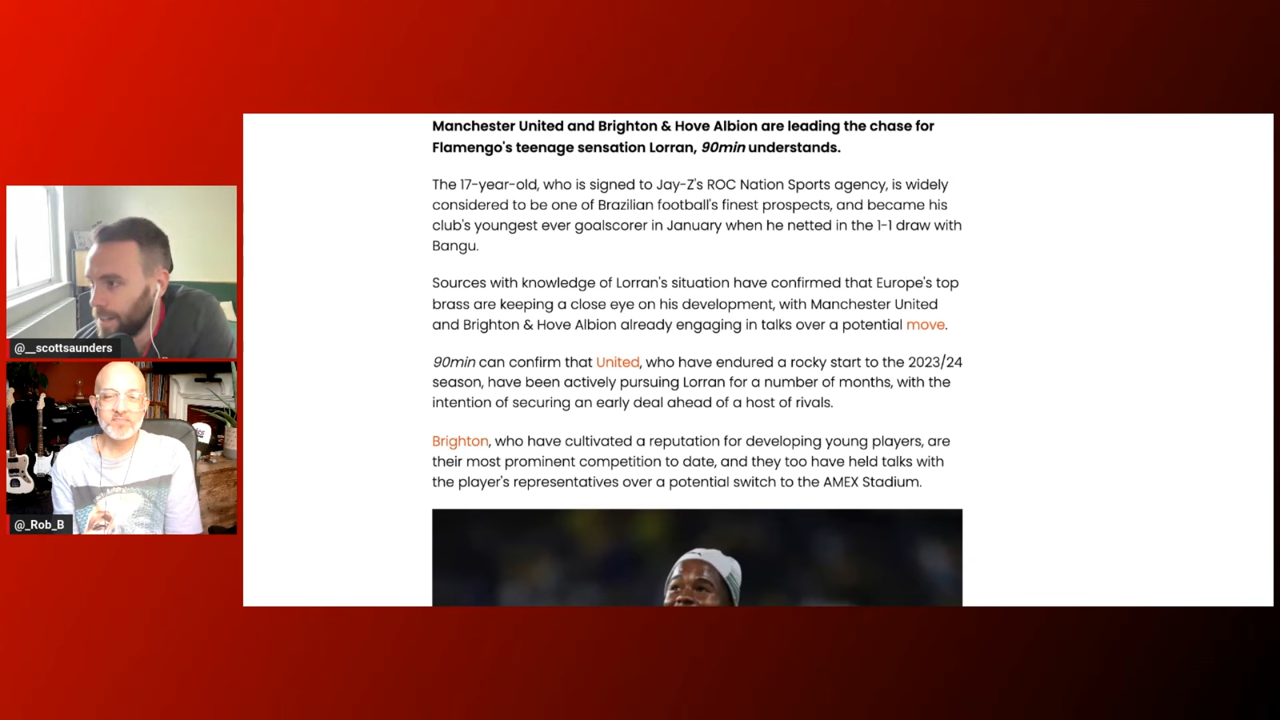 Manchester United and Brighton & Hove Albion are leading the chase for
Flamengo's teenage sensation Lorran, 90min understands.
The 17-year-old, who is signed to Jay-Z's ROC Nation Sports agency, is widely
considered to be one of Brazilian football's finest prospects, and became his
club's youngest ever goalscorer in January when he netted in the 1-1 draw with
Bangu.
Sources with knowledge of Lorran's situation have confirmed that Europe's top
brass are keeping a close eye on his development, with Manchester United
and Brighton & Hove Albion already engaging in talks over a potential move.
90min can confirm that United, who have endured a rocky start to the 2023/24
season, have been actively pursuing Lorran for a number of months, with the
intention of securing an early deal ahead of a host of rivals.
Brighton, who have cultivated a reputation for developing young players, are
their most prominent competition to date, and they too have held talks with
the player's representatives over a potential switch to the AMEX Stadium.
@__scottsaunders
@_Rob_B